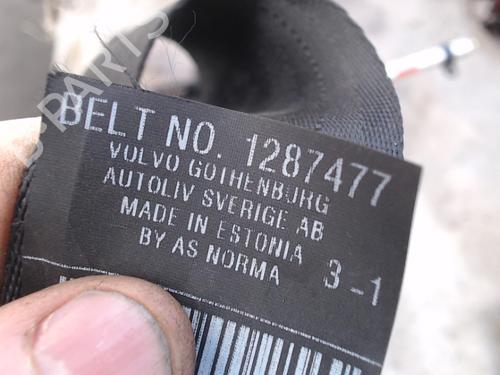 BELT NO. 1287477
VOLVO GOTHENBURG
AUTOLIV SVERIGE AB
MADE IN ESTONIA
BY AS NORMA 3-1